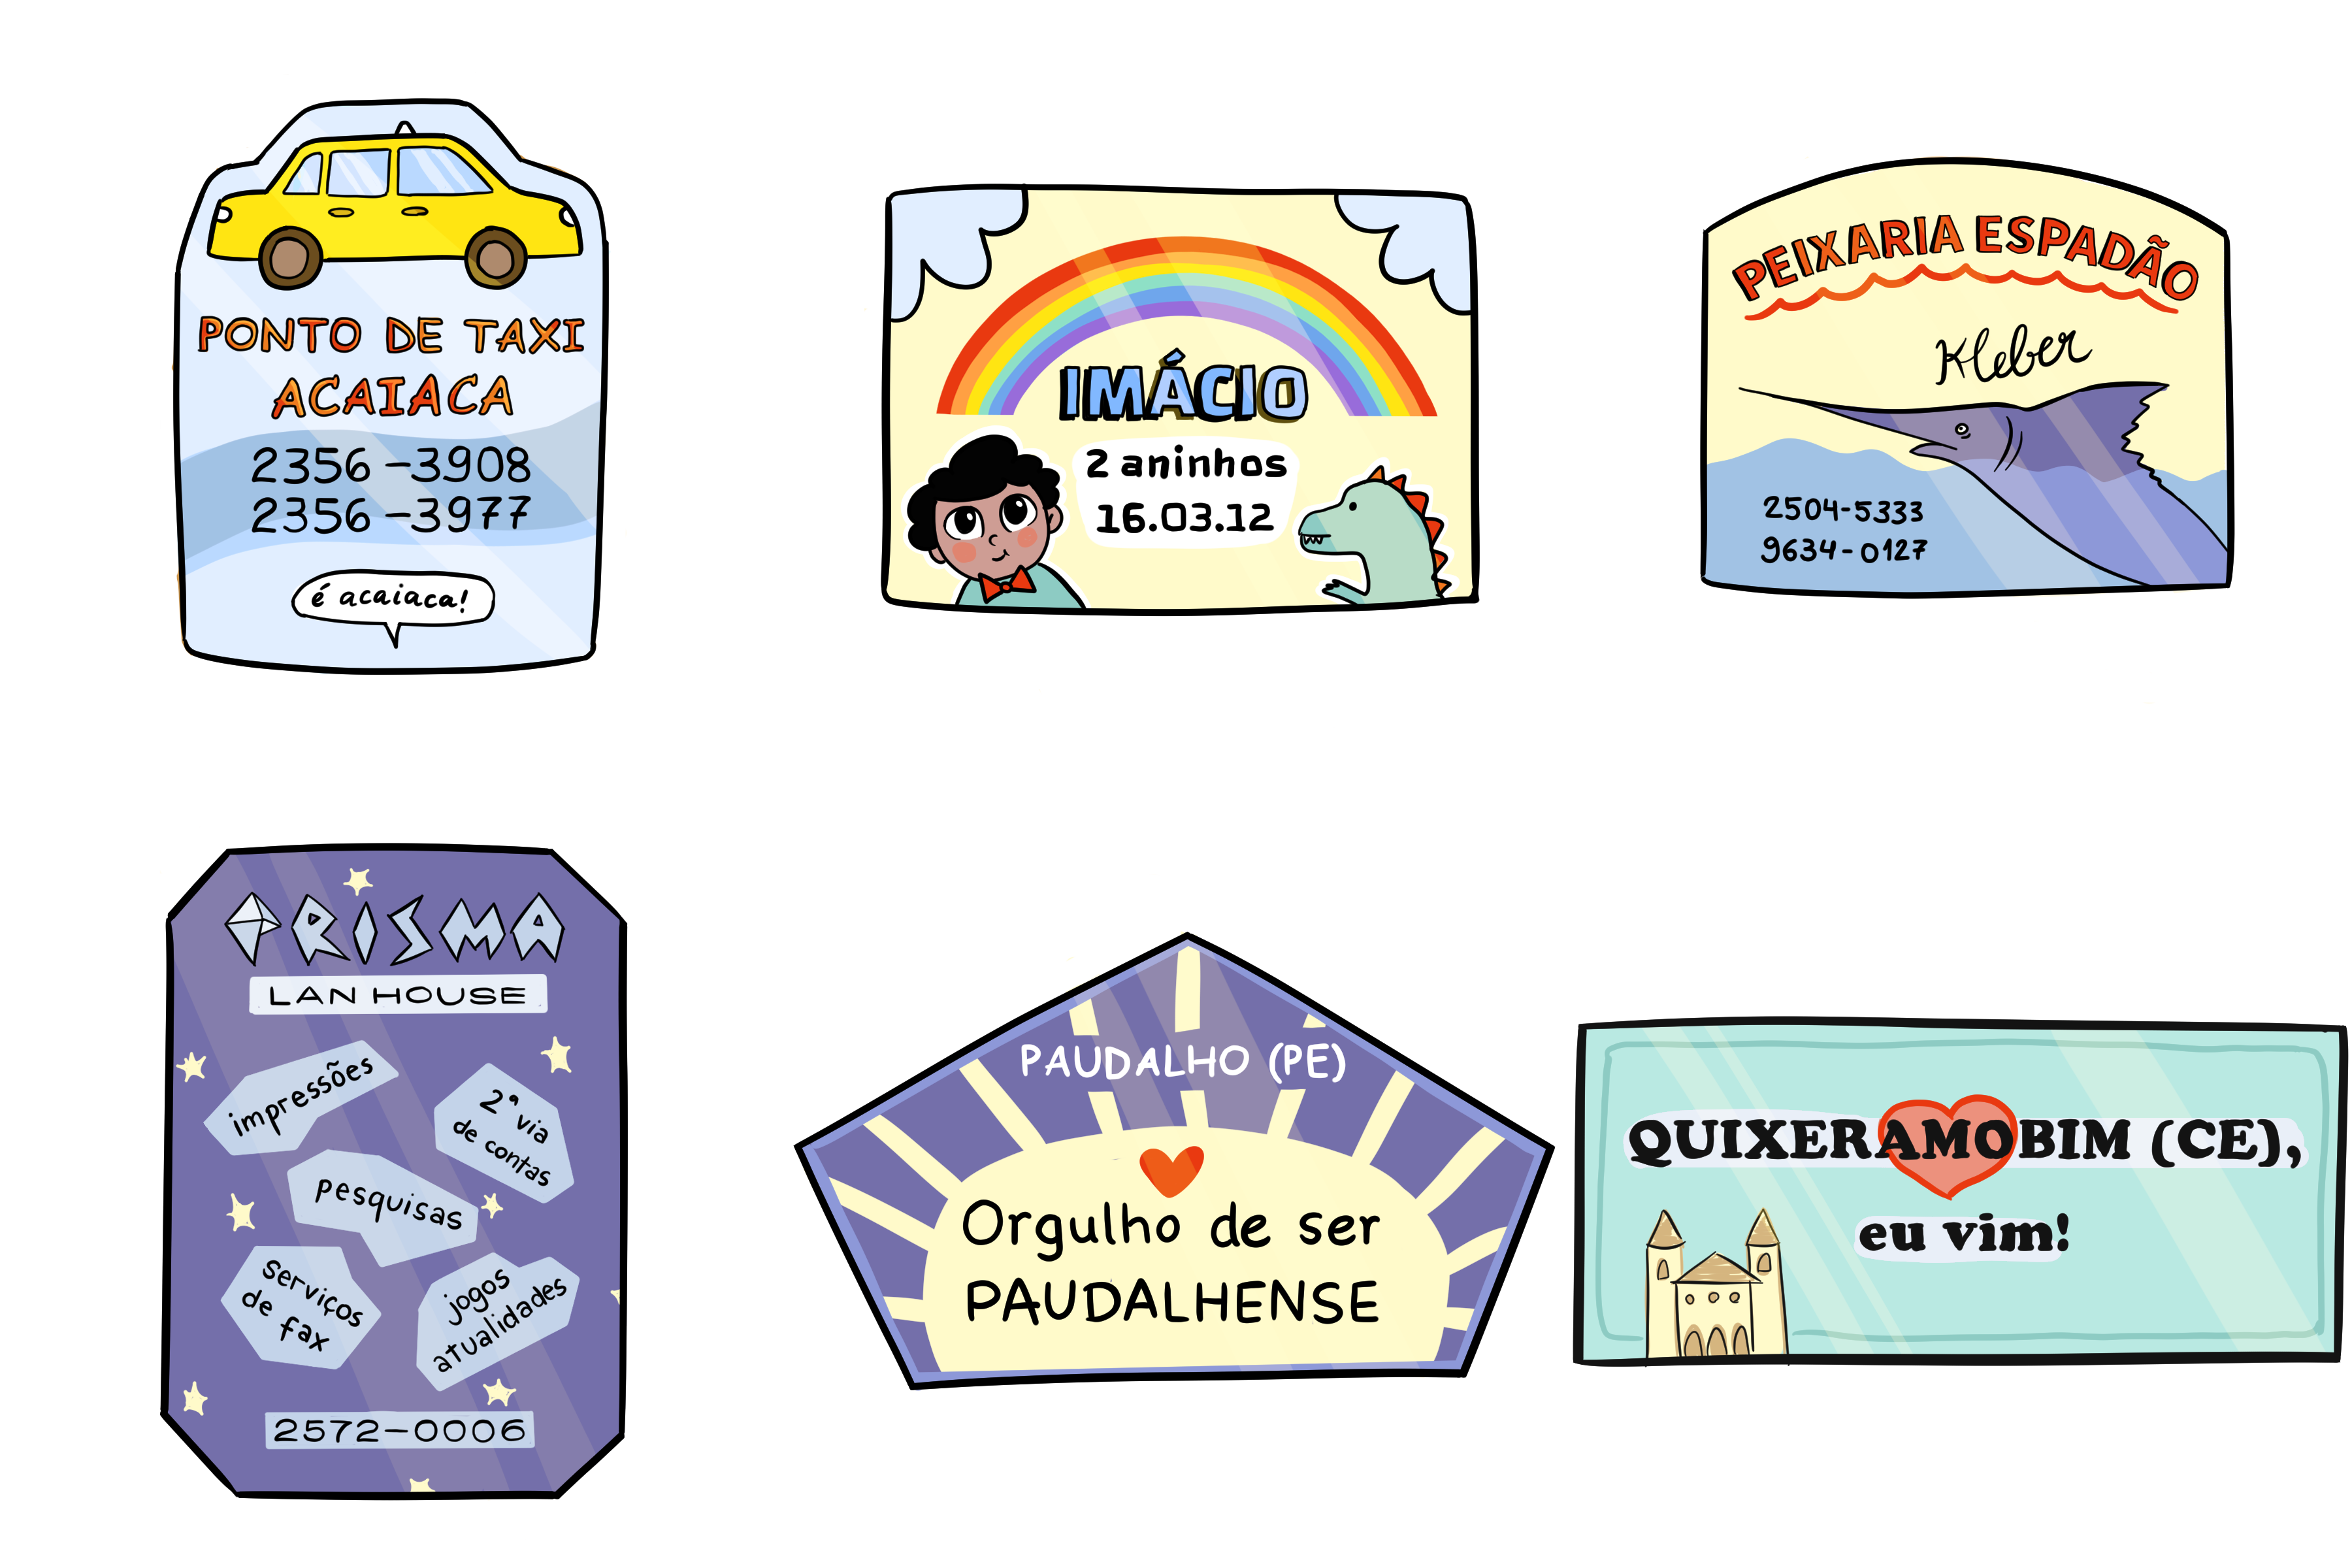 PONTO DE TAXI
ACAIACA
2356-3908
2356-3977
é acaiaca!
IMÁCIO
2 aninhos
16.03.12
PEIXARIA ESPADÃO
Kleber
2504-5333
9634-0127
PRISMA
LAN HOUSE
impressões
2ª via
de contas
pesquisas
serviços
de fax
jogos
atualidades
2572-0006
PAUDALHO (PE)
Orgulho de ser
PAUDALHENSE
QUIXERAMOBIM (CE),
eu vim!